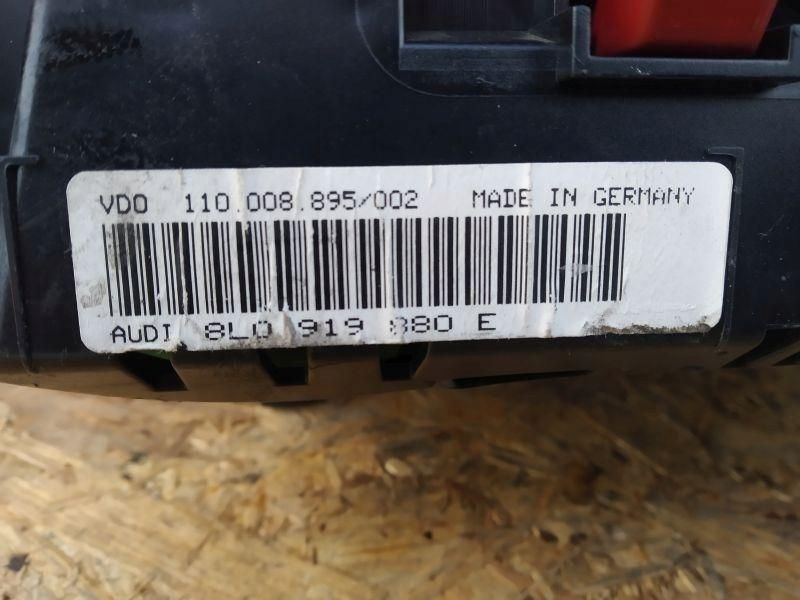 VDO 110.008.895/002 MADE IN GERMANY
AUDI 8L0 919 880 E